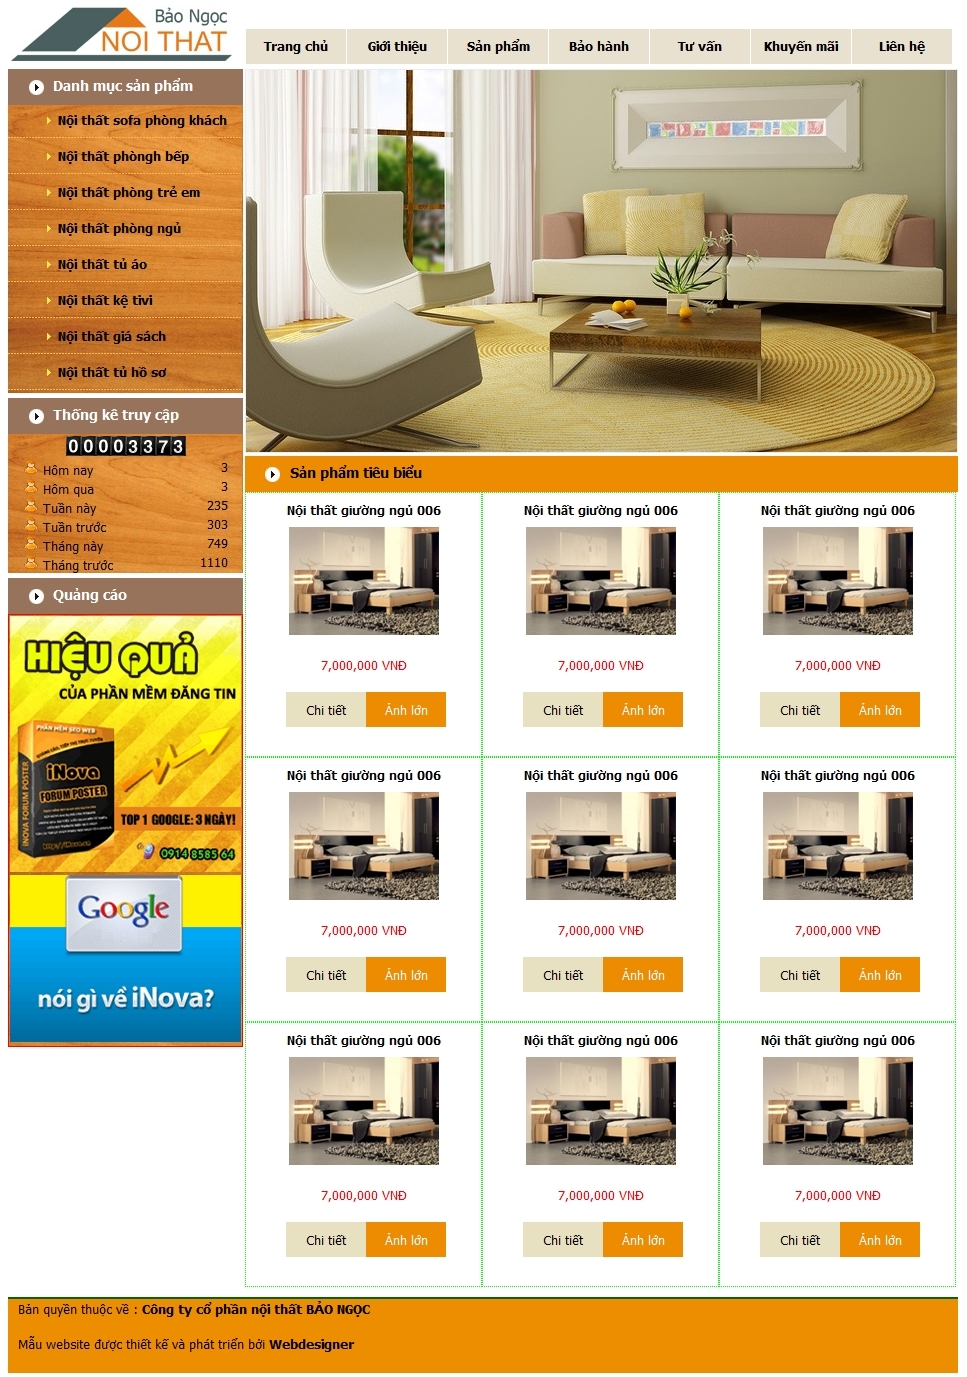 Bảo Ngọc
NOI THAT
Trang chủ
Giới thiệu
Sản phẩm
Bảo hành
Tư vấn
Khuyến mãi
Liên hệ
Danh mục sản phẩm
Nội thất sofa phòng khách
Nội thất phòngh bếp
Nội thất phòng trẻ em
Nội thất phòng ngủ
Nội thất tủ áo
Nội thất kệ tivi
Nội thất giá sách
Nội thất tủ hồ sơ
Thống kê truy cập
00003373
Hôm nay 3
Hôm qua 3
Tuần này 235
Tuần trước 303
Tháng này 749
Tháng trước 1110
Quảng cáo
HIỆU QUẢ
CỦA PHẦN MỀM ĐĂNG TIN
PHẦN MỀM SEO WEB
iNova
FORUM POSTER
INOVA FORUM POSTER
TOP 1 GOOGLE: 3 NGÀY!
0914 8585 64
Google
nói gì về iNova?
Sản phẩm tiêu biểu
Nội thất giường ngủ 006
Nội thất giường ngủ 006
Nội thất giường ngủ 006
7,000,000 VNĐ
7,000,000 VNĐ
7,000,000 VNĐ
Chi tiết
Ảnh lớn
Chi tiết
Ảnh lớn
Chi tiết
Ảnh lớn
Nội thất giường ngủ 006
Nội thất giường ngủ 006
Nội thất giường ngủ 006
7,000,000 VNĐ
7,000,000 VNĐ
7,000,000 VNĐ
Chi tiết
Ảnh lớn
Chi tiết
Ảnh lớn
Chi tiết
Ảnh lớn
Nội thất giường ngủ 006
Nội thất giường ngủ 006
Nội thất giường ngủ 006
7,000,000 VNĐ
7,000,000 VNĐ
7,000,000 VNĐ
Chi tiết
Ảnh lớn
Chi tiết
Ảnh lớn
Chi tiết
Ảnh lớn
Bản quyền thuộc về : Công ty cổ phần nội thất BẢO NGỌC
Mẫu website được thiết kế và phát triển bởi Webdesigner